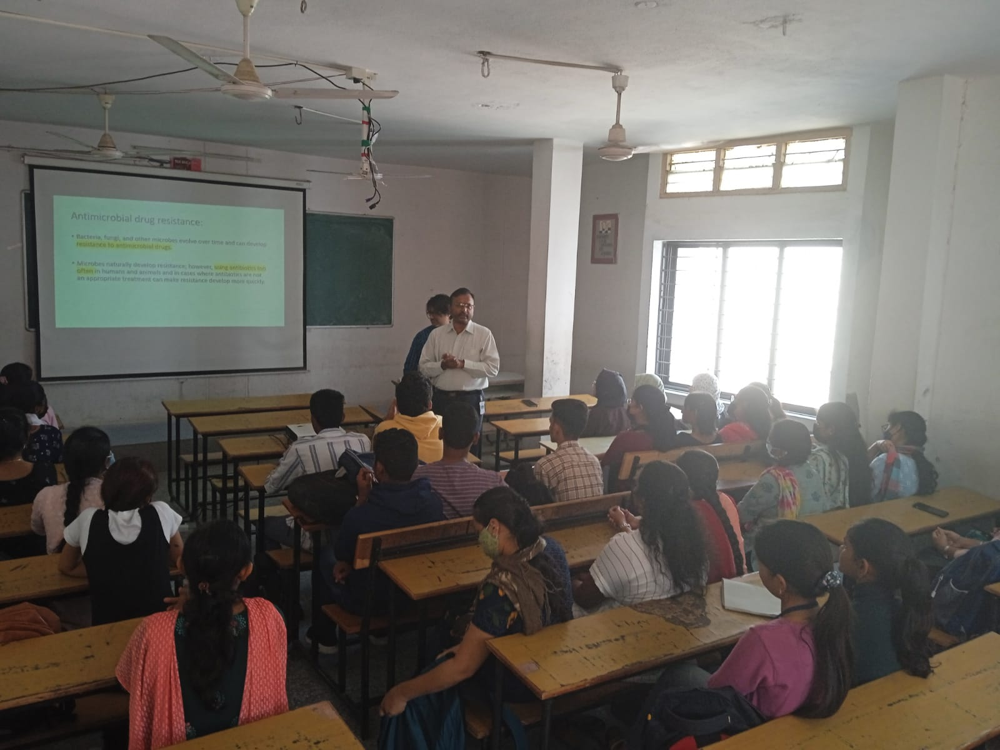 Antimicrobial drug resistance:
• Bacteria, fungi, and other microbes evolve over time and can develop
resistance to antimicrobial drugs.
• Microbes naturally develop resistance; however, using antibiotics too
often in humans and animals and in cases where antibiotics are not
an appropriate treatment can make resistance develop more quickly.